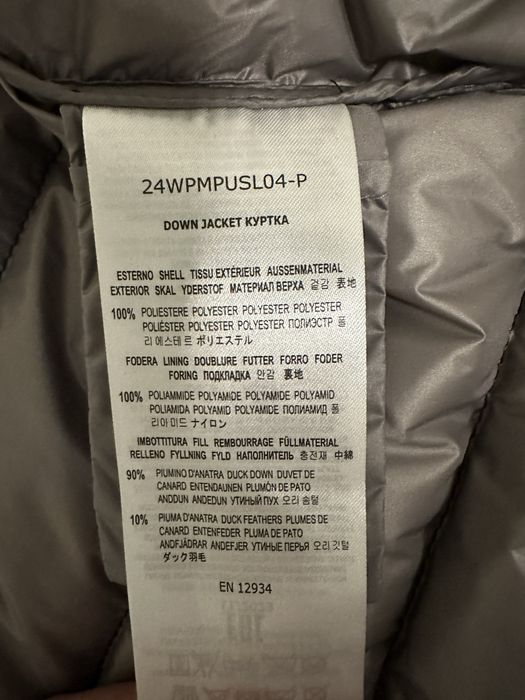 24WPMPUSL04-P
DOWN JACKET КУРТКА
ESTERNO SHELL TISSU EXTÉRIEUR AUSSENMATERIAL
EXTERIOR SKAL YDERSTOF МАТЕРИАЛ ВЕРХА 겉감 表地
100% POLIESTERE POLYESTER POLYESTER POLYESTER
POLIÉSTER POLYESTER POLYESTER ПОЛИЭСТР 폴
리에스테르 ポリエステル
FODERA LINING DOUBLURE FUTTER FORRO FODER
FORING ПОДКЛАДКА 안감 裏地
100% POLIAMMIDE POLYAMIDE POLYAMIDE POLYAMID
POLIAMIDA POLYAMID POLYAMIDE ПОЛИАМИД 폴
리아미드 ナイロン
IMBOTTITURA FILL REMBOURRAGE FÜLLMATERIAL
RELLENO FYLLNING FYLD НАПОЛНИТЕЛЬ 충전재 中綿
90% PIUMINO D'ANATRA DUCK DOWN DUVET DE
CANARD ENTENDAUNEN PLUMÓN DE PATO
ANDDUN ANDEDUN УТИНЫЙ ПУХ 오리 솜털
10% PIUMA D'ANATRA DUCK FEATHERS PLUMES DE
CANARD ENTENFEDER PLUMA DE PATO
ANDFJÄDRAR ANDEFJER УТИНЫЕ ПЕРЬЯ 오리 깃털
ダック羽毛
EN 12934